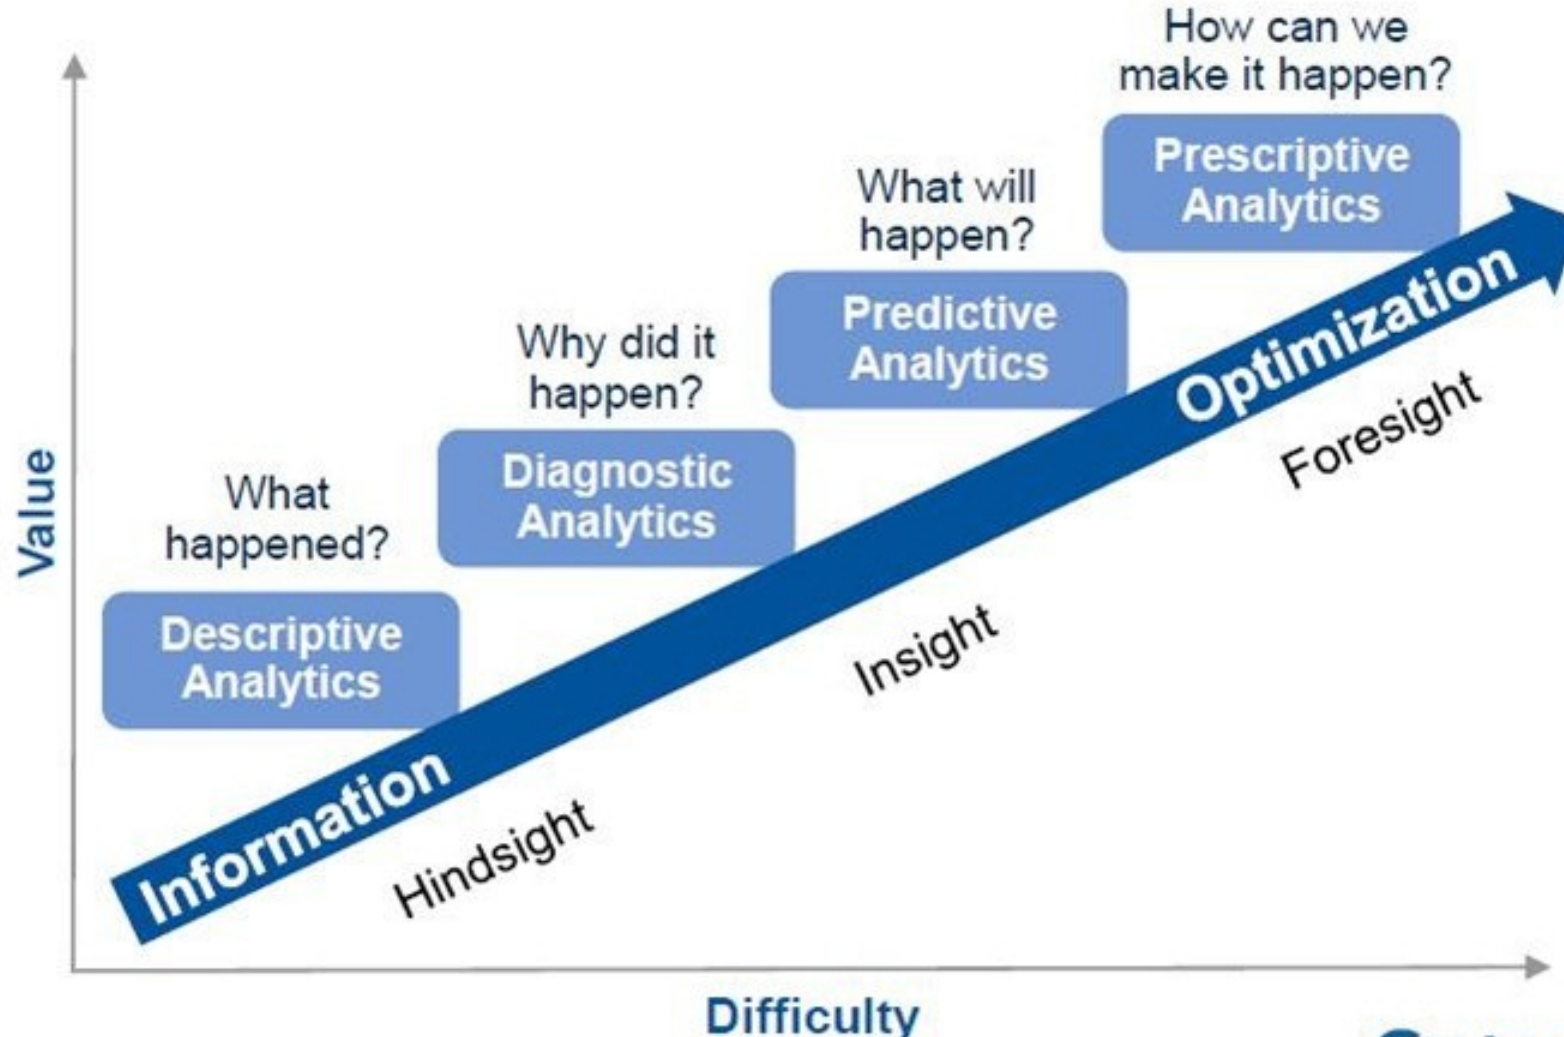 How can we
make it happen?
Prescriptive
Analytics
What will
happen?
Predictive
Analytics
Why did it
happen?
Diagnostic
Analytics
What
happened?
Descriptive
Analytics
Value
Information
Optimization
Hindsight
Insight
Foresight
Difficulty